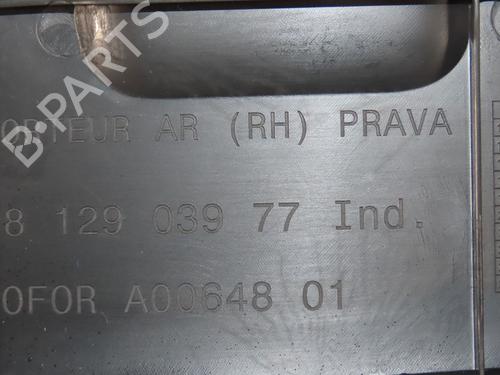 B-PARTS
ORTEUR AR (RH) PRAVA
8 129 039 77 Ind.
OFOR A00648 01